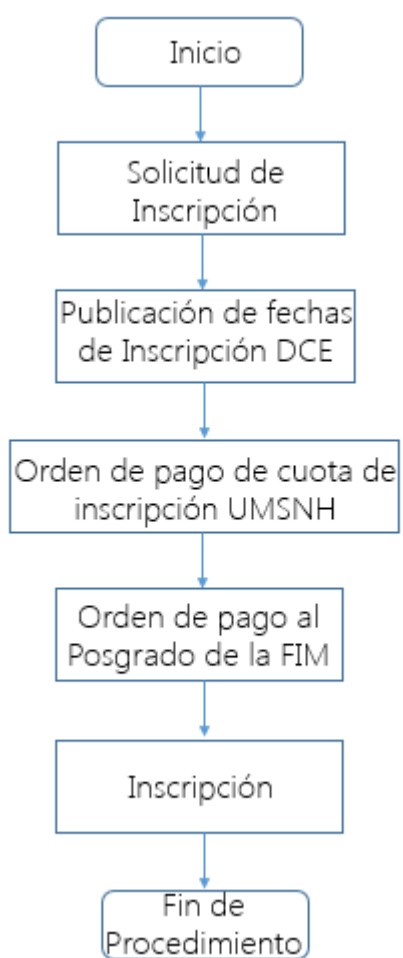 Inicio
Solicitud de
Inscripción
Publicación de fechas
de Inscripción DCE
Orden de pago de cuota de
inscripción UMSNH
Orden de pago al
Posgrado de la FIM
Inscripción
Fin de
Procedimiento